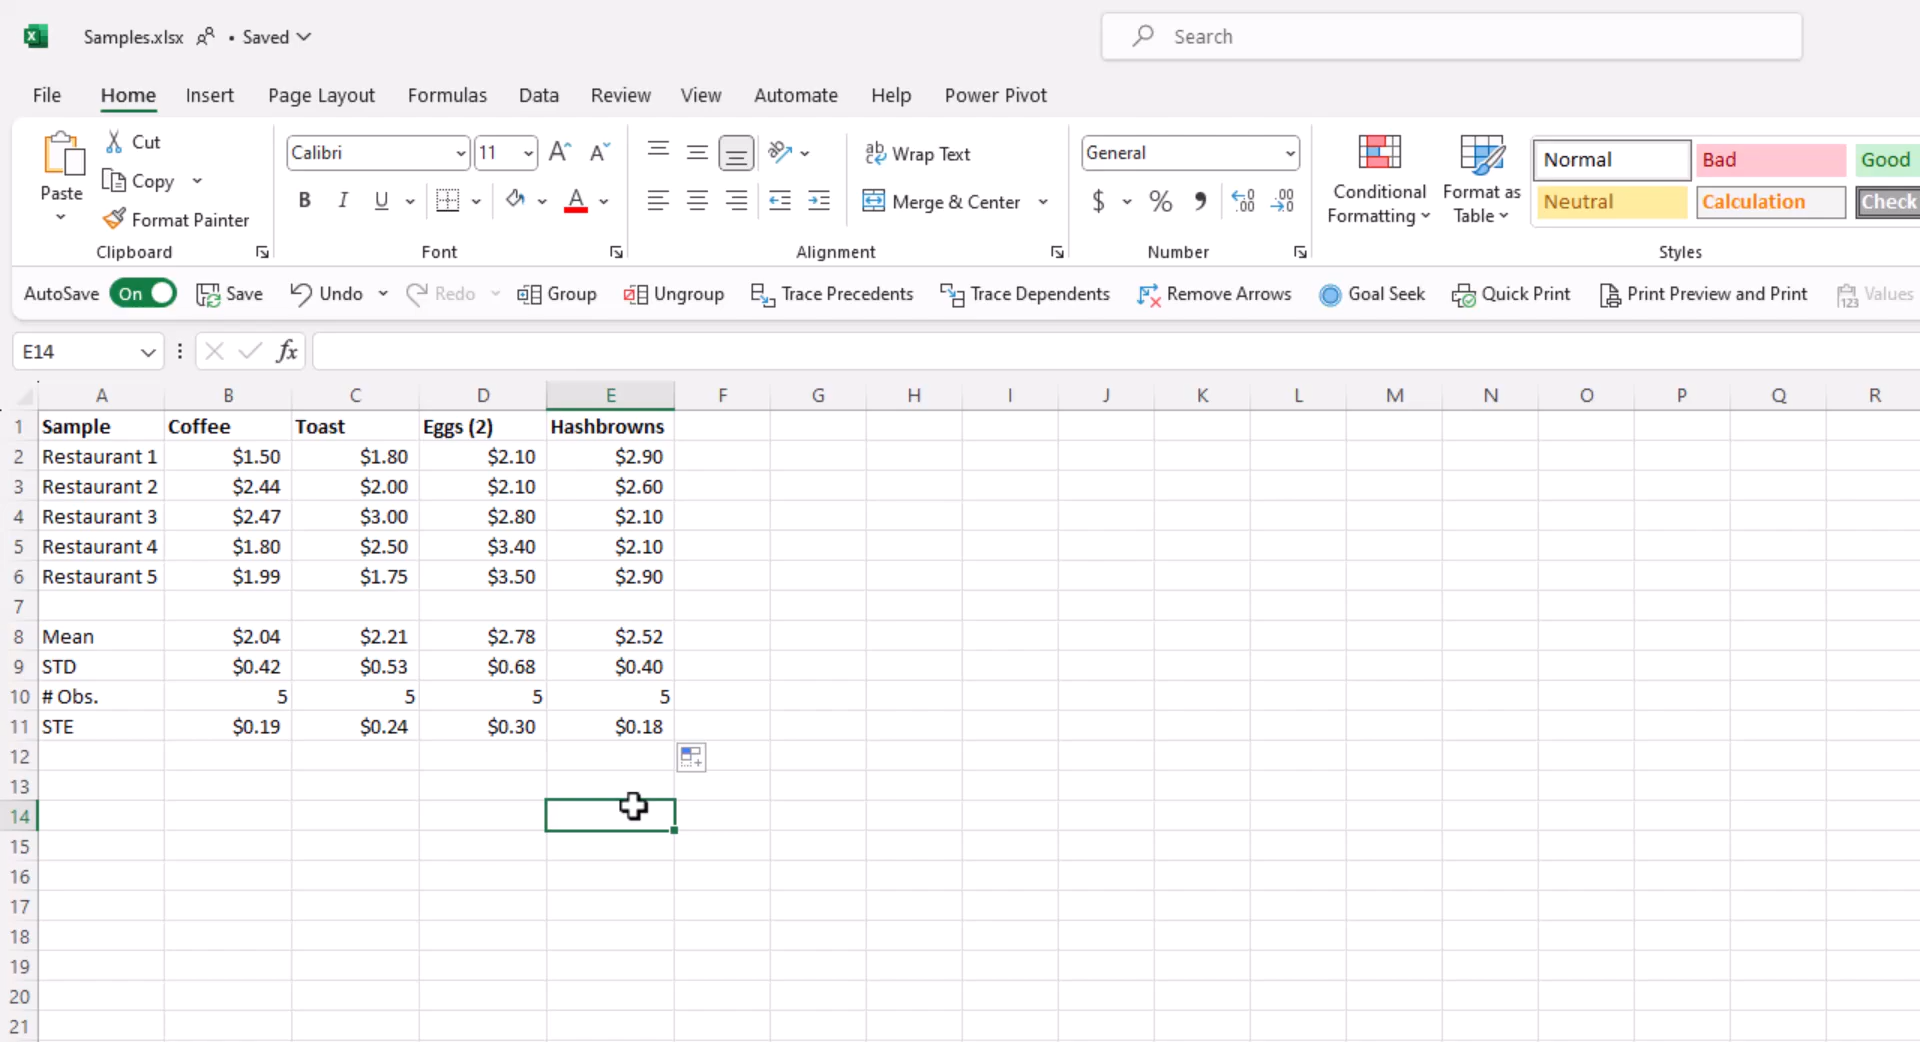 Samples.xlsx • Saved
Search
File Home Insert Page Layout Formulas Data Review View Automate Help Power Pivot
Paste
Cut
Copy
Format Painter
Clipboard
Calibri 11 A A
B I U A
Font
ab Wrap Text
Merge & Center
Alignment
General
$ % , .00 .00
Number
Conditional Formatting
Format as Table
Normal Bad Good
Neutral Calculation Check
Styles
AutoSave On Save Undo Redo Group Ungroup Trace Precedents Trace Dependents Remove Arrows Goal Seek Quick Print Print Preview and Print 123 Values
E14 fx
A B C D E F G H I J K L M N O P Q R
1 Sample Coffee Toast Eggs (2) Hashbrowns
2 Restaurant 1 $1.50 $1.80 $2.10 $2.90
3 Restaurant 2 $2.44 $2.00 $2.10 $2.60
4 Restaurant 3 $2.47 $3.00 $2.80 $2.10
5 Restaurant 4 $1.80 $2.50 $3.40 $2.10
6 Restaurant 5 $1.99 $1.75 $3.50 $2.90
7
8 Mean $2.04 $2.21 $2.78 $2.52
9 STD $0.42 $0.53 $0.68 $0.40
10 # Obs. 5 5 5 5
11 STE $0.19 $0.24 $0.30 $0.18
12
13
14
15
16
17
18
19
20
21